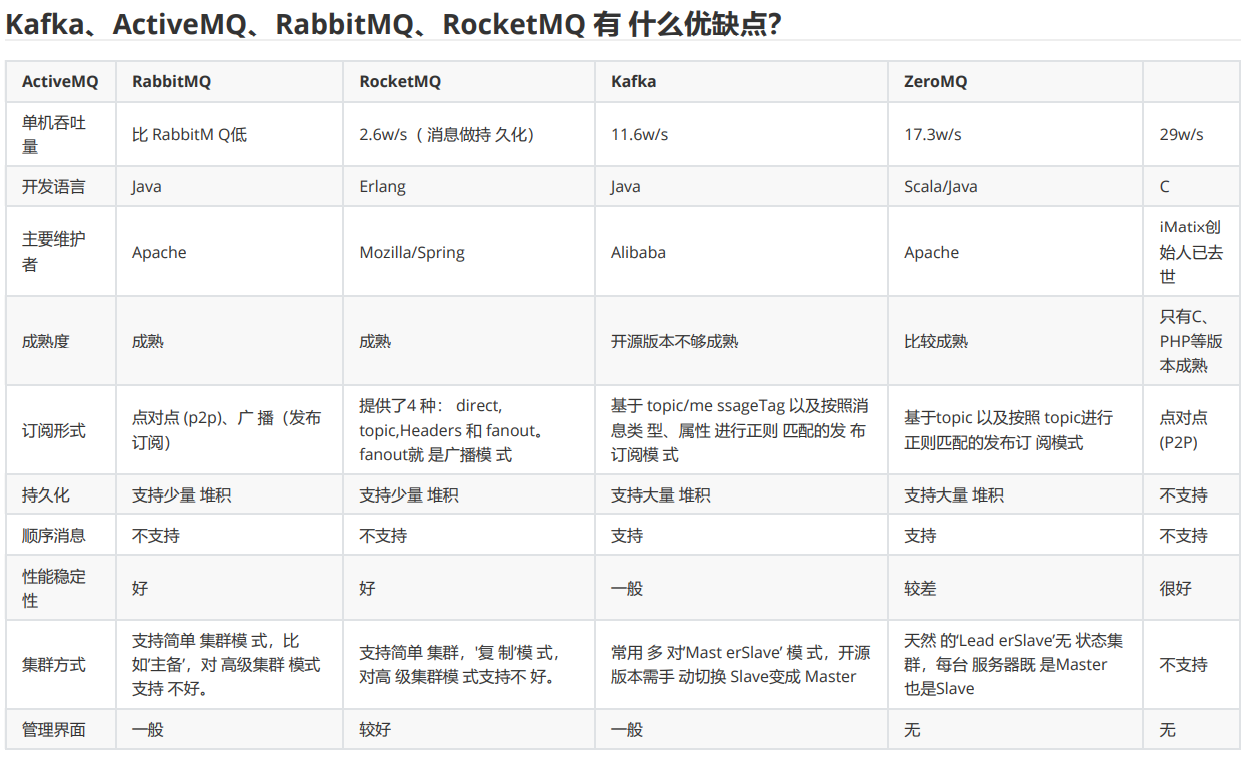 Kafka、ActiveMQ、RabbitMQ、RocketMQ 有 什么优缺点?
ActiveMQ RabbitMQ RocketMQ Kafka ZeroMQ
单机吞吐
量
比 RabbitM Q低
2.6w/s（ 消息做持 久化）
11.6w/s
17.3w/s
29w/s
开发语言 Java Erlang Java Scala/Java C
主要维护
者
Apache
Mozilla/Spring
Alibaba
Apache
iMatix创
始人已去
世
成熟度
成熟
成熟
开源版本不够成熟
比较成熟
只有C、
PHP等版
本成熟
订阅形式
点对点 (p2p)、广 播（发布
订阅）
提供了4 种： direct,
topic,Headers 和 fanout。
fanout就 是广播模 式
基于 topic/me ssageTag 以及按照消
息类 型、属性 进行正则 匹配的发 布
订阅模 式
基于topic 以及按照 topic进行
正则匹配的发布订 阅模式
点对点
(P2P)
持久化 支持少量 堆积 支持少量 堆积 支持大量 堆积 支持大量 堆积 不支持
顺序消息 不支持 不支持 支持 支持 不支持
性能稳定
性
好
好
一般
较差
很好
集群方式
支持简单 集群模 式，比
如’主备’，对 高级集群 模式
支持 不好。
支持简单 集群，'复 制’模 式，
对高 级集群模 式支持不 好。
常用 多 对’Mast erSlave’ 模 式，开源
版本需手 动切换 Slave变成 Master
天然 的‘Lead erSlave’无 状态集
群，每台 服务器既 是Master
也是Slave
不支持
管理界面 一般 较好 一般 无 无